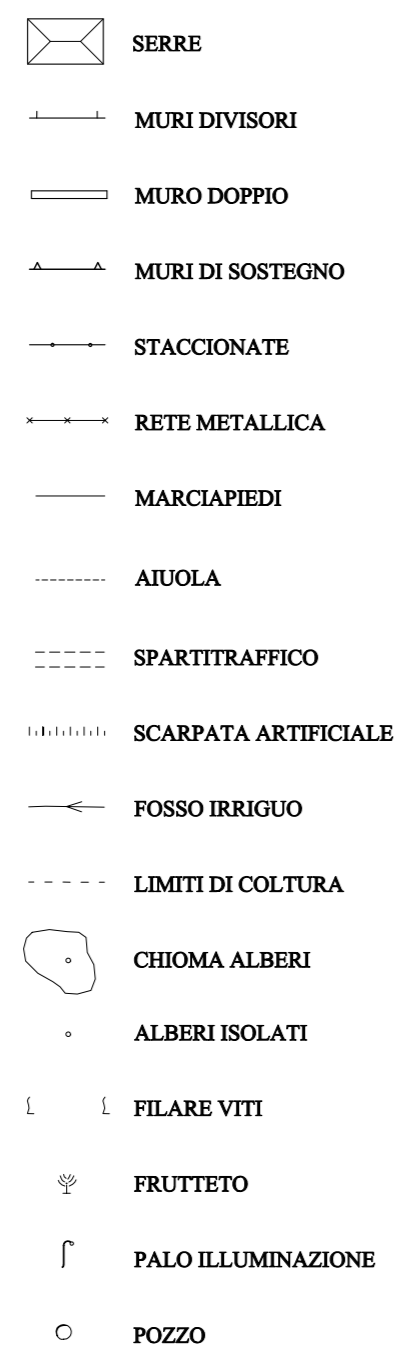 SERRE
MURI DIVISORI
MURO DOPPIO
MURI DI SOSTEGNO
STACCIONATE
RETE METALLICA
MARCIAPIEDI
AIUOLA
SPARTITRAFFICO
SCARPATA ARTIFICIALE
FOSSO IRRIGUO
LIMITI DI COLTURA
CHIOMA ALBERI
ALBERI ISOLATI
FILARE VITI
FRUTTETO
PALO ILLUMINAZIONE
POZZO